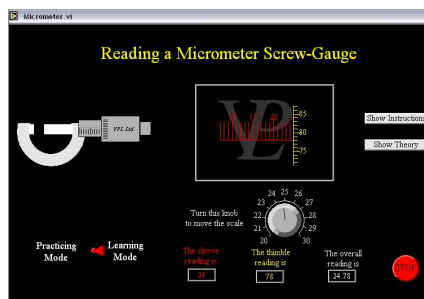 Micrometer.vi
Reading a Micrometer Screw-Gauge
VPL Ltd
10 15 20
85
80
75
Show Instructions
Show Theory
Turn this knob
to move the scale
20 21 22 23 24 25 26 27 28 29 30
Practicing
Mode
Learning
Mode
The sleeve
reading is
24
The thimble
reading is
78
The overall
reading is
24.78
STOP